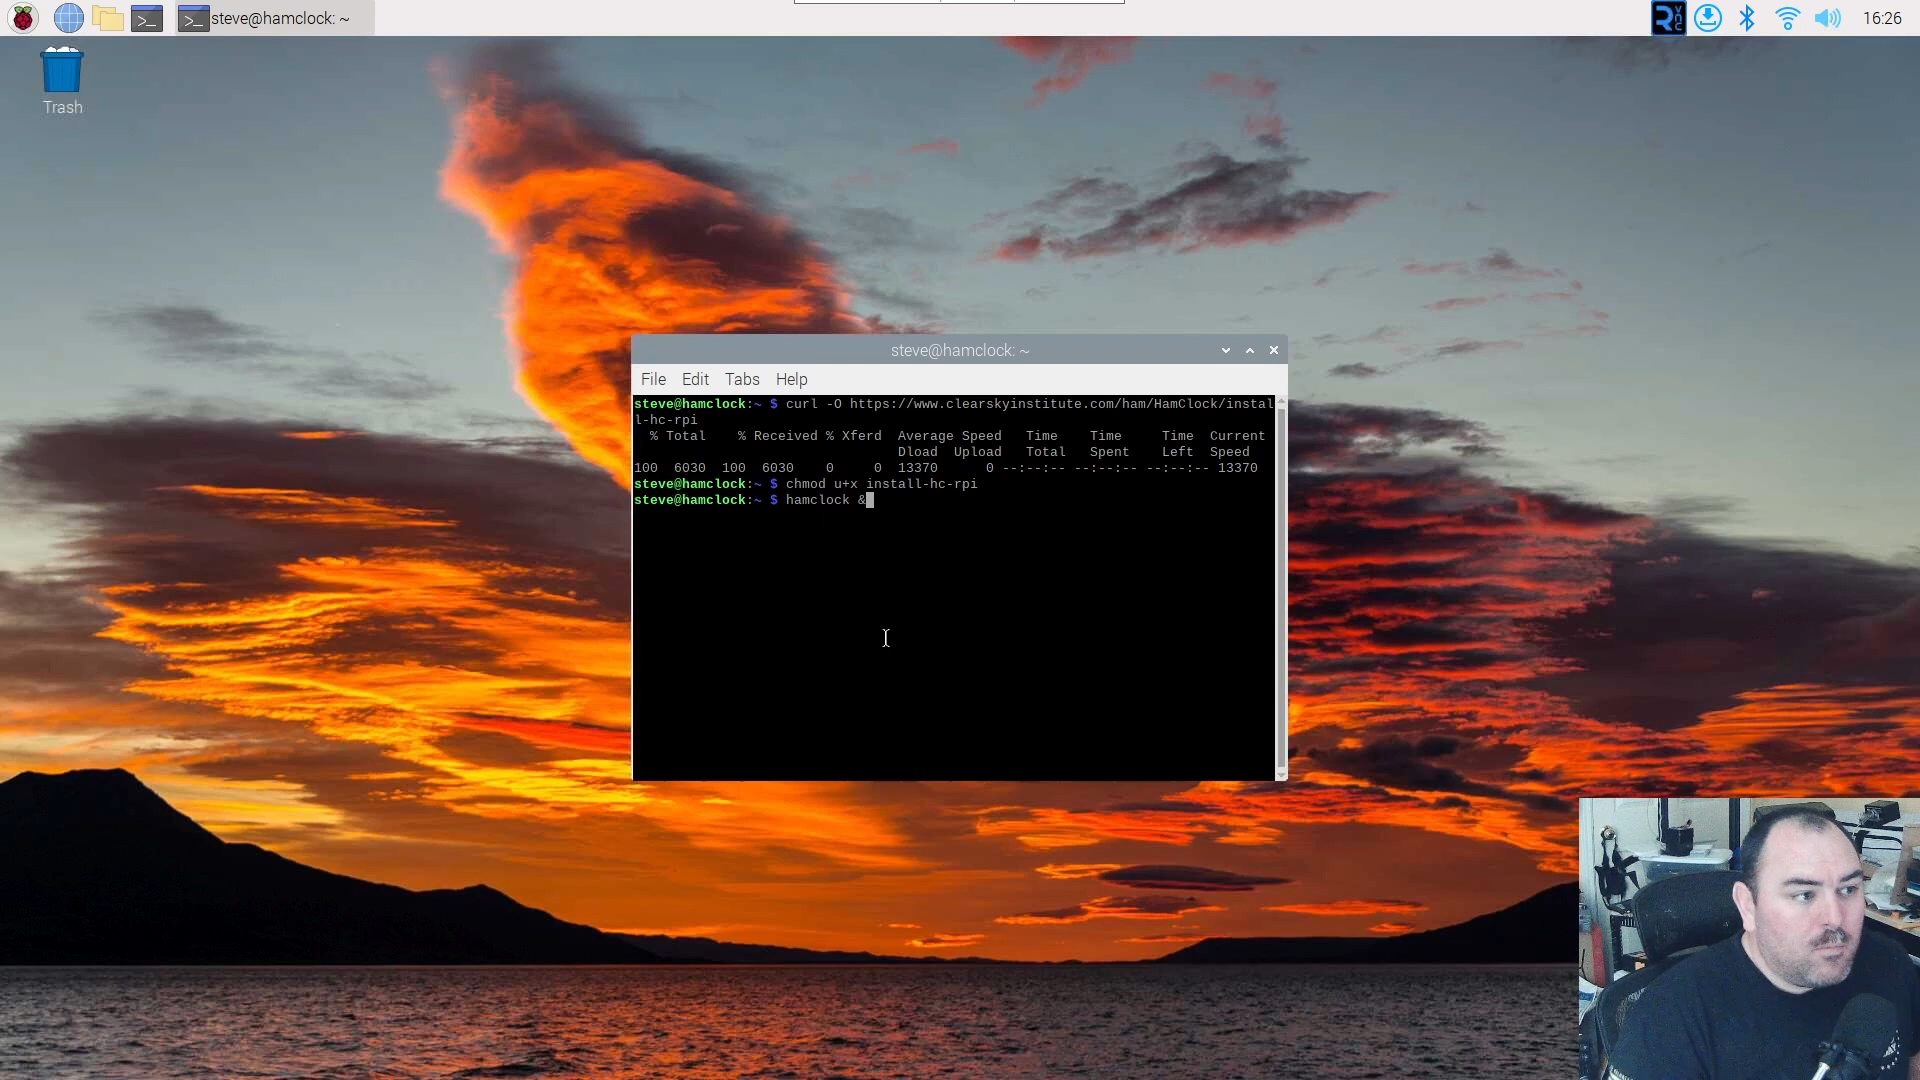 steve@hamclock: ~
16:26
Trash
steve@hamclock: ~
File Edit Tabs Help
steve@hamclock:~ $ curl -O https://www.clearskyinstitute.com/ham/HamClock/instal
l-hc-rpi
% Total % Received % Xferd Average Speed Time Time Time Current
Dload Upload Total Spent Left Speed
100 6030 100 6030 0 0 13370 0 --:--:-- --:--:-- --:--:-- 13370
steve@hamclock:~ $ chmod u+x install-hc-rpi
steve@hamclock:~ $ hamclock &